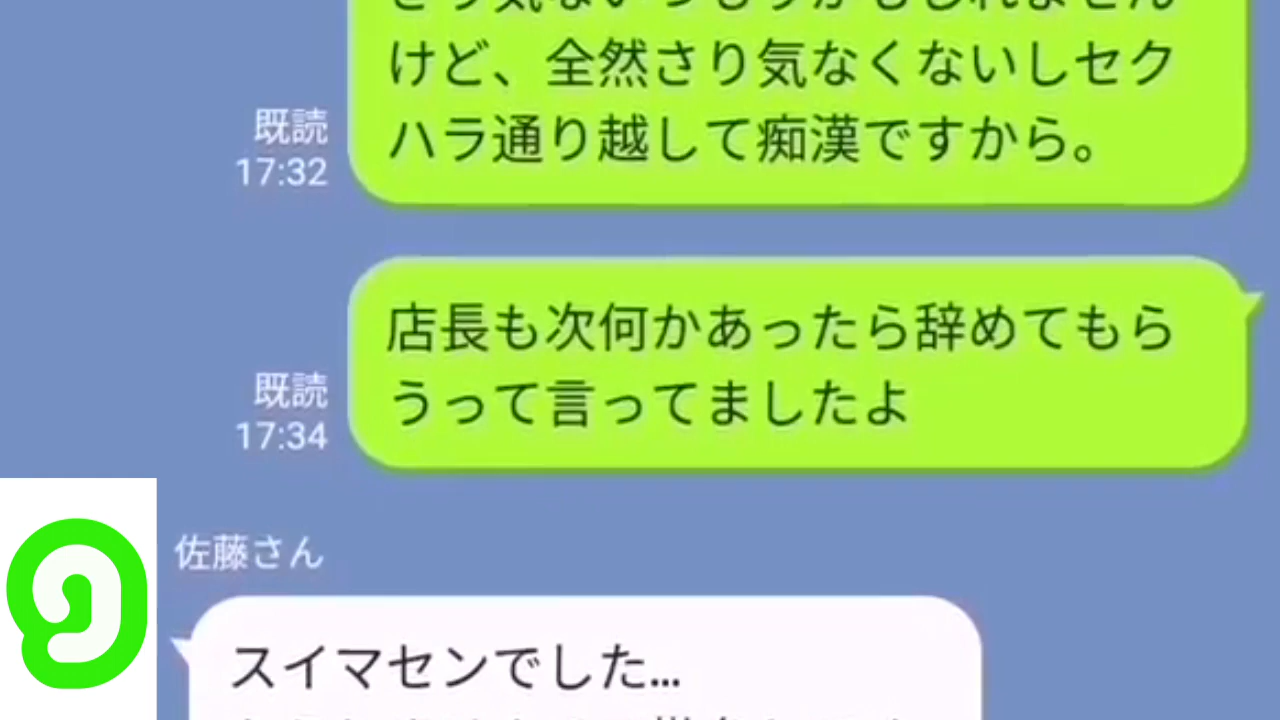 けど、全然さり気なくないしセク
ハラ通り越して痴漢ですから。
既読
17:32
店長も次何かあったら辞めてもら
うって言ってましたよ
既読
17:34
佐藤さん
スイマセンでした…